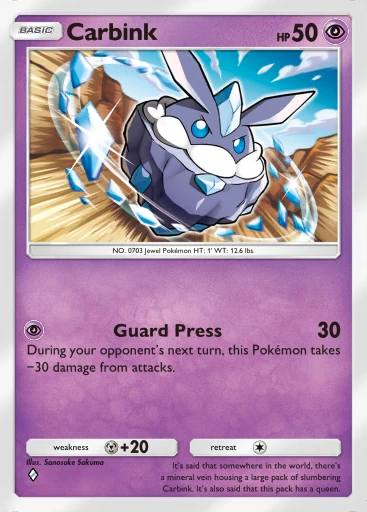 BASIC Carbink HP 50
NO. 0703 Jewel Pokémon HT: 1' WT: 12.6 lbs.
Guard Press 30
During your opponent's next turn, this Pokémon takes
−30 damage from attacks.
weakness +20 retreat
Illus. Sanosuke Sakuma
It's said that somewhere in the world, there's
a mineral vein housing a large pack of slumbering
Carbink. It's also said that this pack has a queen.